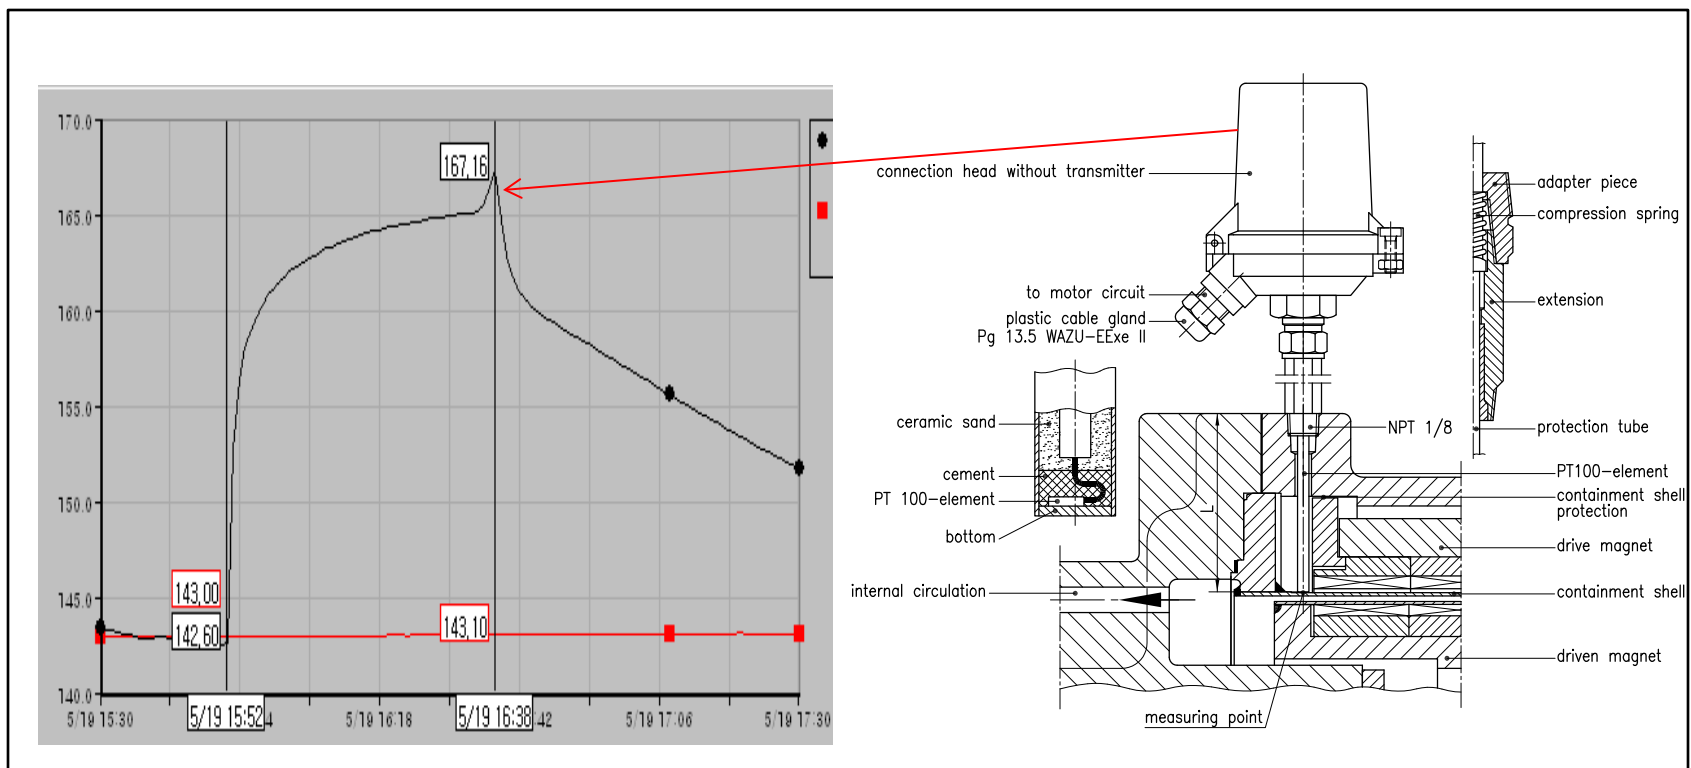 170.0
165.0
160.0
155.0
150.0
145.0
140.0
167,16
143,00
142,60
143,10
5/19 15:30
5/19 15:52
4
5/19 16:18
5/19 16:38
:42
5/19 17:06
5/19 17:30
connection head without transmitter
to motor circuit
plastic cable gland
Pg 13.5 WAZU-EExe II
ceramic sand
cement
PT 100-element
bottom
internal circulation
L
measuring point
NPT 1/8
adapter piece
compression spring
extension
protection tube
PT100-element
containment shell
protection
drive magnet
containment shell
driven magnet